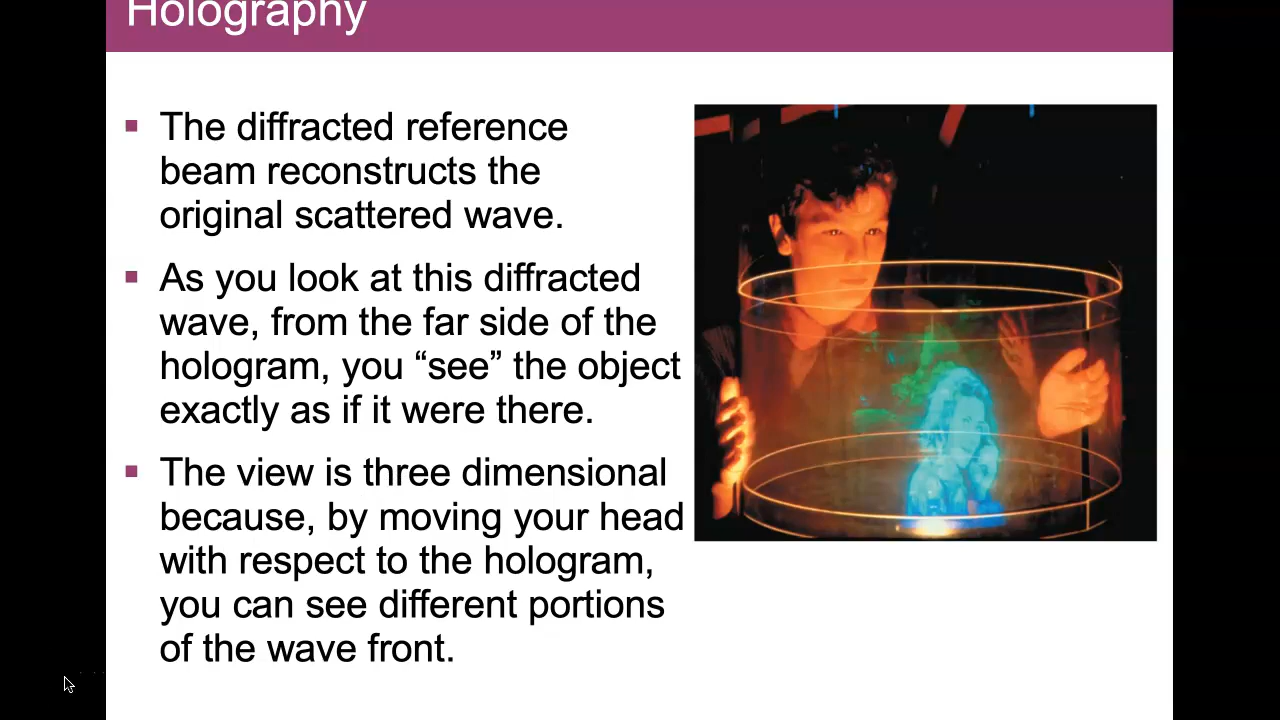 Holography
▪ The diffracted reference
beam reconstructs the
original scattered wave.
▪ As you look at this diffracted
wave, from the far side of the
hologram, you “see” the object
exactly as if it were there.
▪ The view is three dimensional
because, by moving your head
with respect to the hologram,
you can see different portions
of the wave front.